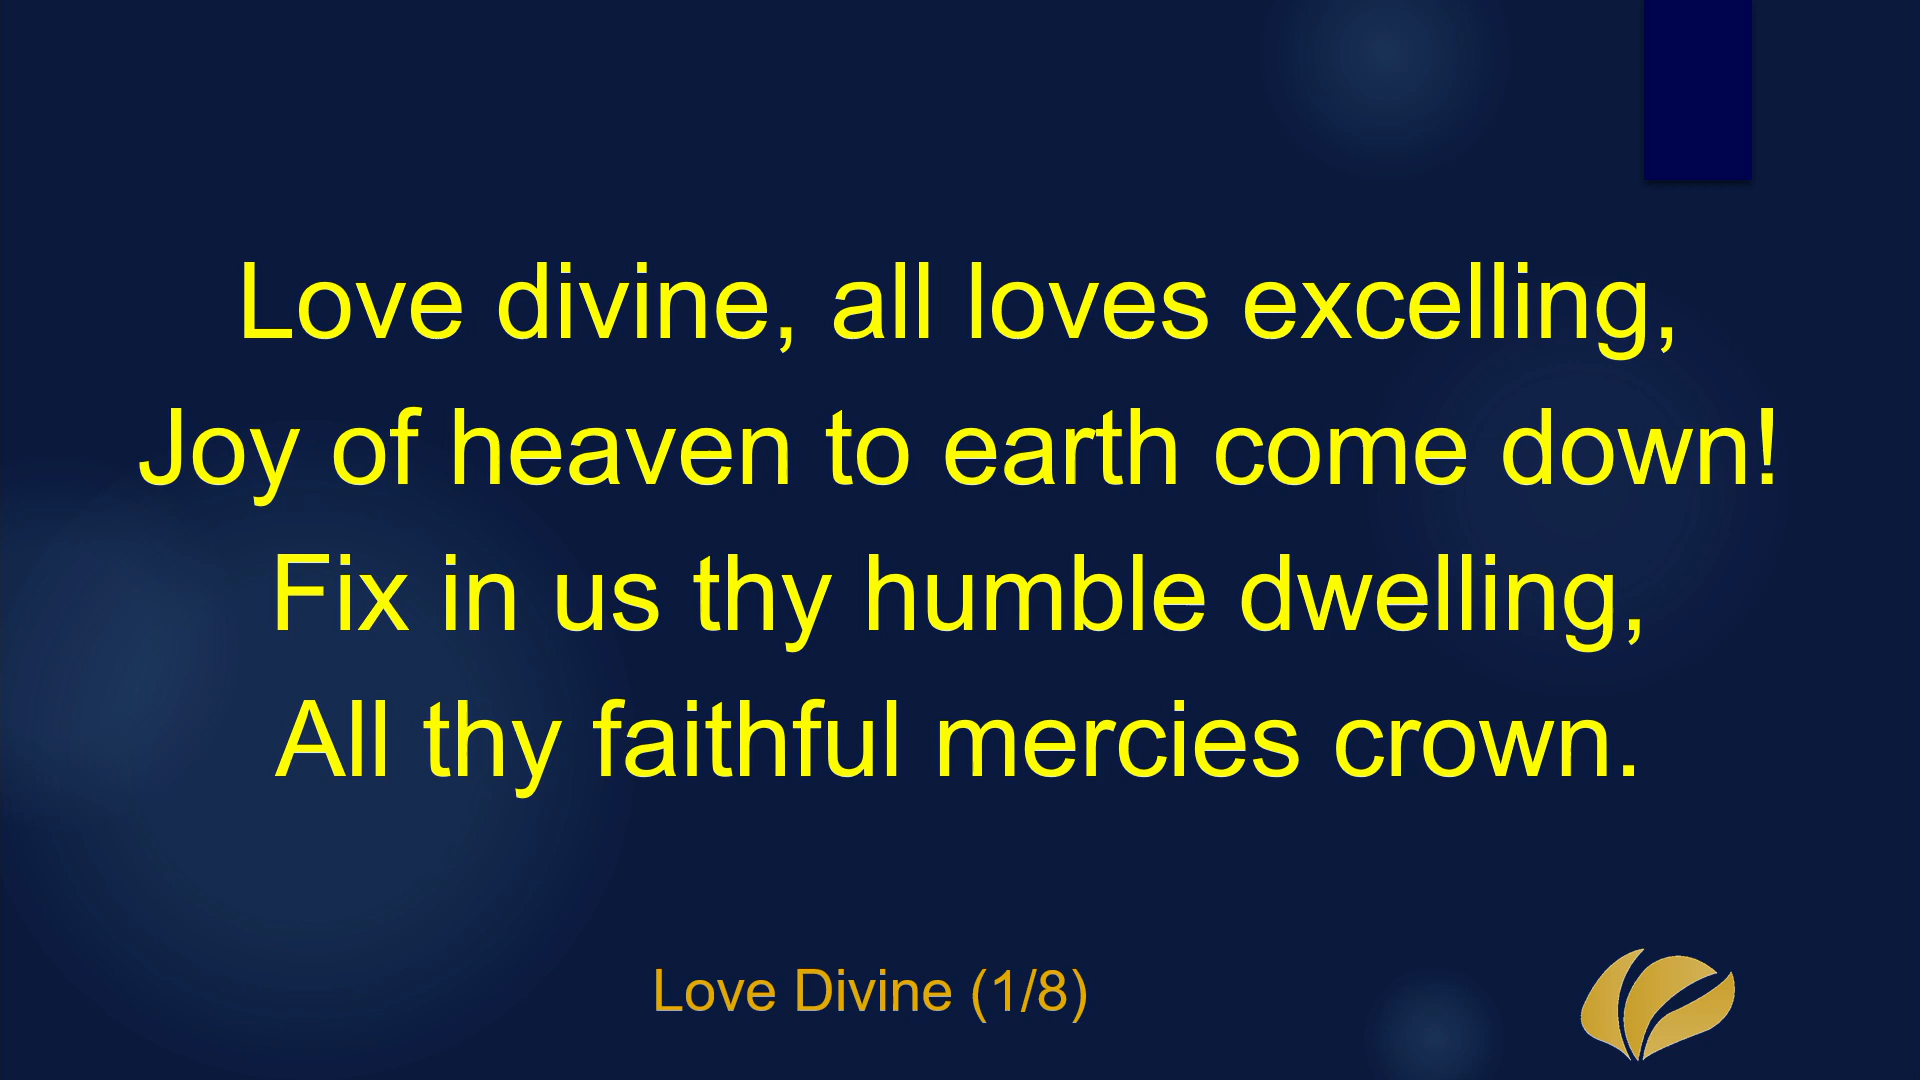 Love divine, all loves excelling,
Joy of heaven to earth come down!
Fix in us thy humble dwelling,
All thy faithful mercies crown.
Love Divine (1/8)